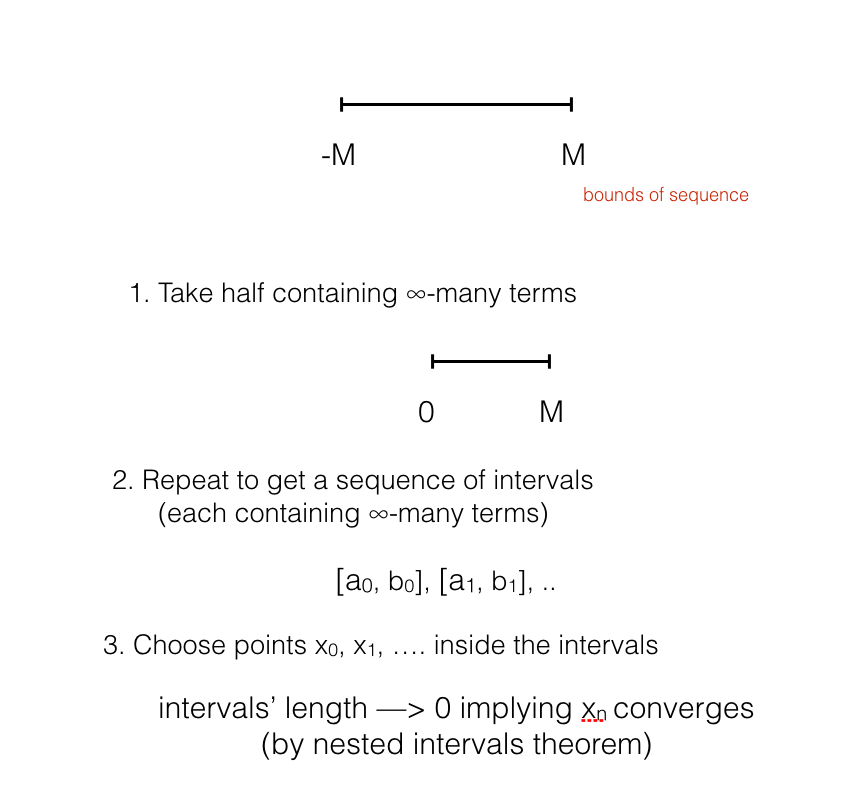 -M M
bounds of sequence
1. Take half containing ∞-many terms
0 M
2. Repeat to get a sequence of intervals
(each containing ∞-many terms)
[a₀, b₀], [a₁, b₁], ..
3. Choose points x₀, x₁, …. inside the intervals
intervals’ length —> 0 implying xₙ converges
(by nested intervals theorem)